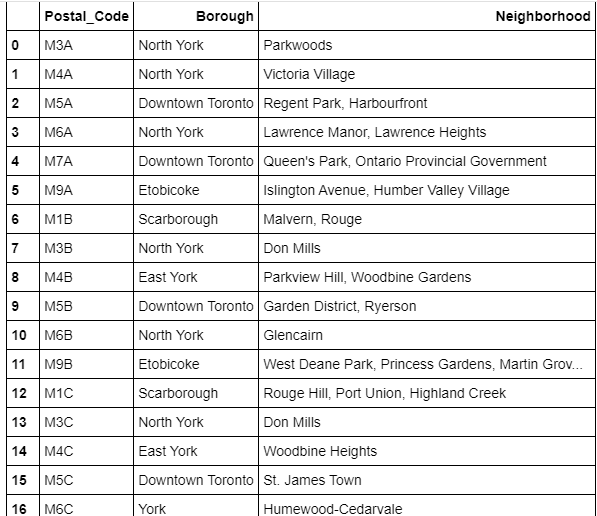 Postal_Code Borough Neighborhood
0 M3A North York Parkwoods
1 M4A North York Victoria Village
2 M5A Downtown Toronto Regent Park, Harbourfront
3 M6A North York Lawrence Manor, Lawrence Heights
4 M7A Downtown Toronto Queen's Park, Ontario Provincial Government
5 M9A Etobicoke Islington Avenue, Humber Valley Village
6 M1B Scarborough Malvern, Rouge
7 M3B North York Don Mills
8 M4B East York Parkview Hill, Woodbine Gardens
9 M5B Downtown Toronto Garden District, Ryerson
10 M6B North York Glencairn
11 M9B Etobicoke West Deane Park, Princess Gardens, Martin Grov...
12 M1C Scarborough Rouge Hill, Port Union, Highland Creek
13 M3C North York Don Mills
14 M4C East York Woodbine Heights
15 M5C Downtown Toronto St. James Town
16 M6C York Humewood-Cedarvale